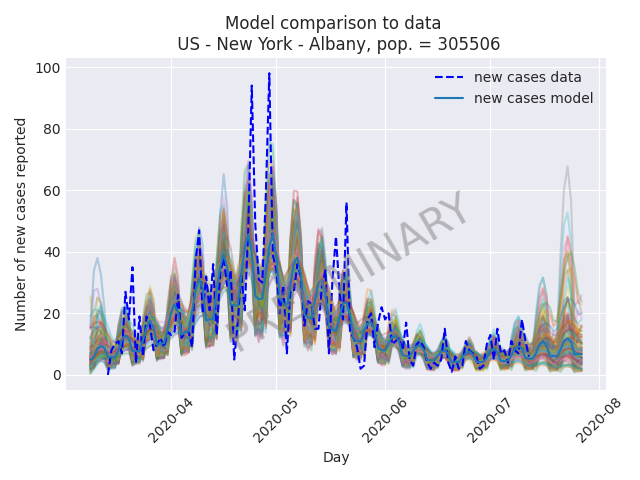 Model comparison to data
US - New York - Albany, pop. = 305506
new cases data
new cases model
PRELIMINARY
Number of new cases reported
100
80
60
40
20
0
2020-04
2020-05
2020-06
2020-07
2020-08
Day